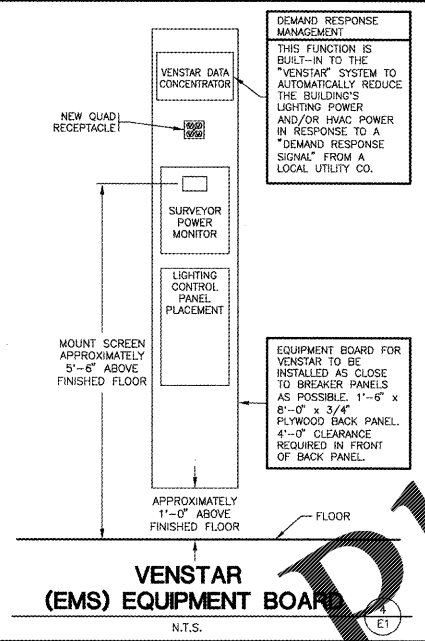 DEMAND RESPONSE
MANAGEMENT
THIS FUNCTION IS
BUILT-IN TO THE
"VENSTAR" SYSTEM TO
AUTOMATICALLY REDUCE
THE BUILDING'S
LIGHTING POWER
AND/OR HVAC POWER
IN RESPONSE TO A
"DEMAND RESPONSE
SIGNAL" FROM A
LOCAL UTILITY CO.
VENSTAR DATA
CONCENTRATOR
NEW QUAD
RECEPTACLE
SURVEYOR
POWER
MONITOR
LIGHTING
CONTROL
PANEL
PLACEMENT
MOUNT SCREEN
APPROXIMATELY
5'-6" ABOVE
FINISHED FLOOR
EQUIPMENT BOARD FOR
VENSTAR TO BE
INSTALLED AS CLOSE
TO BREAKER PANELS
AS POSSIBLE. 1'-6" x
8'-0" x 3/4"
PLYWOOD BACK PANEL.
4'-0" CLEARANCE
REQUIRED IN FRONT
OF BACK PANEL.
APPROXIMATELY
1'-0" ABOVE
FINISHED FLOOR
FLOOR
VENSTAR
(EMS) EQUIPMENT BOARD
N.T.S.
4
E1